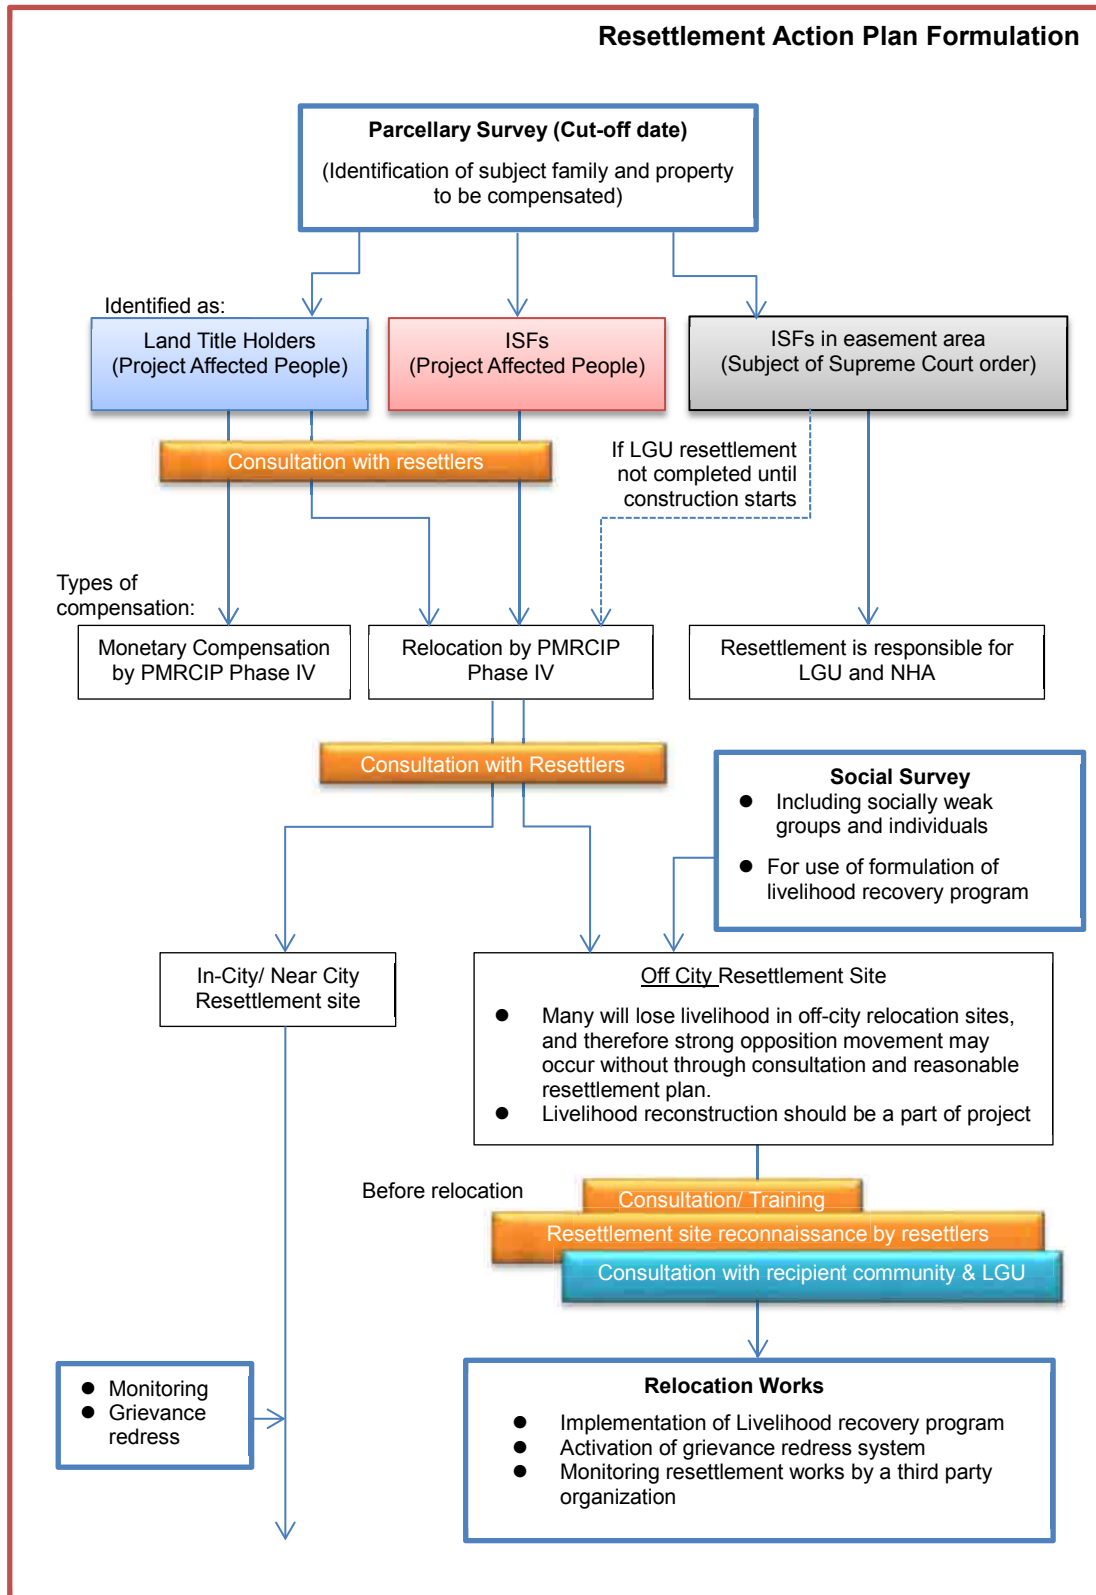 Resettlement Action Plan Formulation
Parcellary Survey (Cut-off date)
(Identification of subject family and property
to be compensated)
Identified as:
Land Title Holders
(Project Affected People)
ISFs
(Project Affected People)
ISFs in easement area
(Subject of Supreme Court order)
Consultation with resettlers
If LGU resettlement
not completed until
construction starts
Types of
compensation:
Monetary Compensation
by PMRCIP Phase IV
Relocation by PMRCIP
Phase IV
Resettlement is responsible for
LGU and NHA
Consultation with Resettlers
Social Survey
● Including socially weak
groups and individuals
● For use of formulation of
livelihood recovery program
In-City/ Near City
Resettlement site
Off City Resettlement Site
● Many will lose livelihood in off-city relocation sites,
and therefore strong opposition movement may
occur without through consultation and reasonable
resettlement plan.
● Livelihood reconstruction should be a part of project
Before relocation
Consultation/ Training
Resettlement site reconnaissance by resettlers
Consultation with recipient community & LGU
● Monitoring
● Grievance
redress
Relocation Works
● Implementation of Livelihood recovery program
● Activation of grievance redress system
● Monitoring resettlement works by a third party
organization